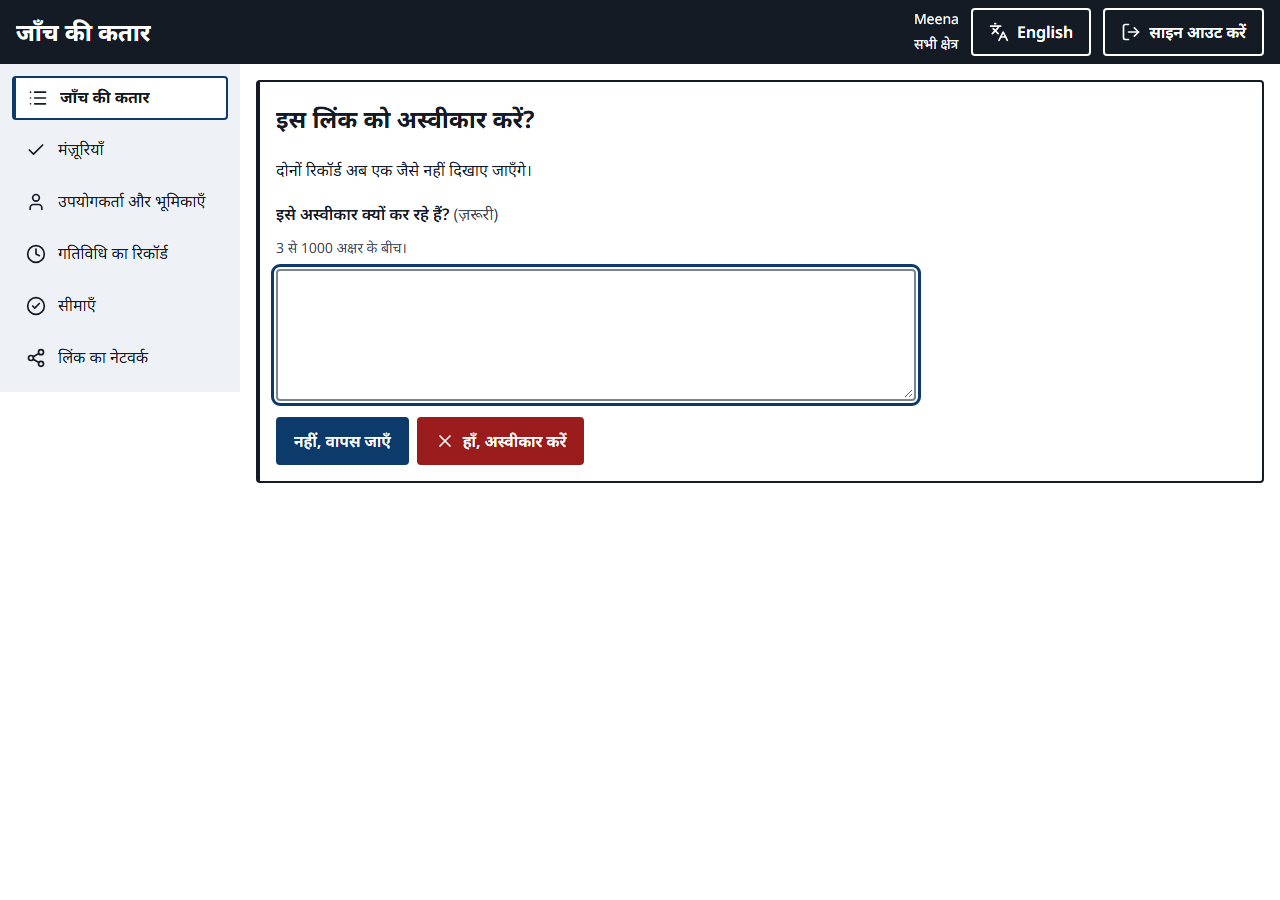 जाँच की कतार
Meena
सभी क्षेत्र
English
साइन आउट करें
जाँच की कतार
मंज़ूरियाँ
उपयोगकर्ता और भूमिकाएँ
गतिविधि का रिकॉर्ड
सीमाएँ
लिंक का नेटवर्क
इस लिंक को अस्वीकार करें?
दोनों रिकॉर्ड अब एक जैसे नहीं दिखाए जाएँगे।
इसे अस्वीकार क्यों कर रहे हैं? (ज़रूरी)
3 से 1000 अक्षर के बीच।
नहीं, वापस जाएँ
हाँ, अस्वीकार करें